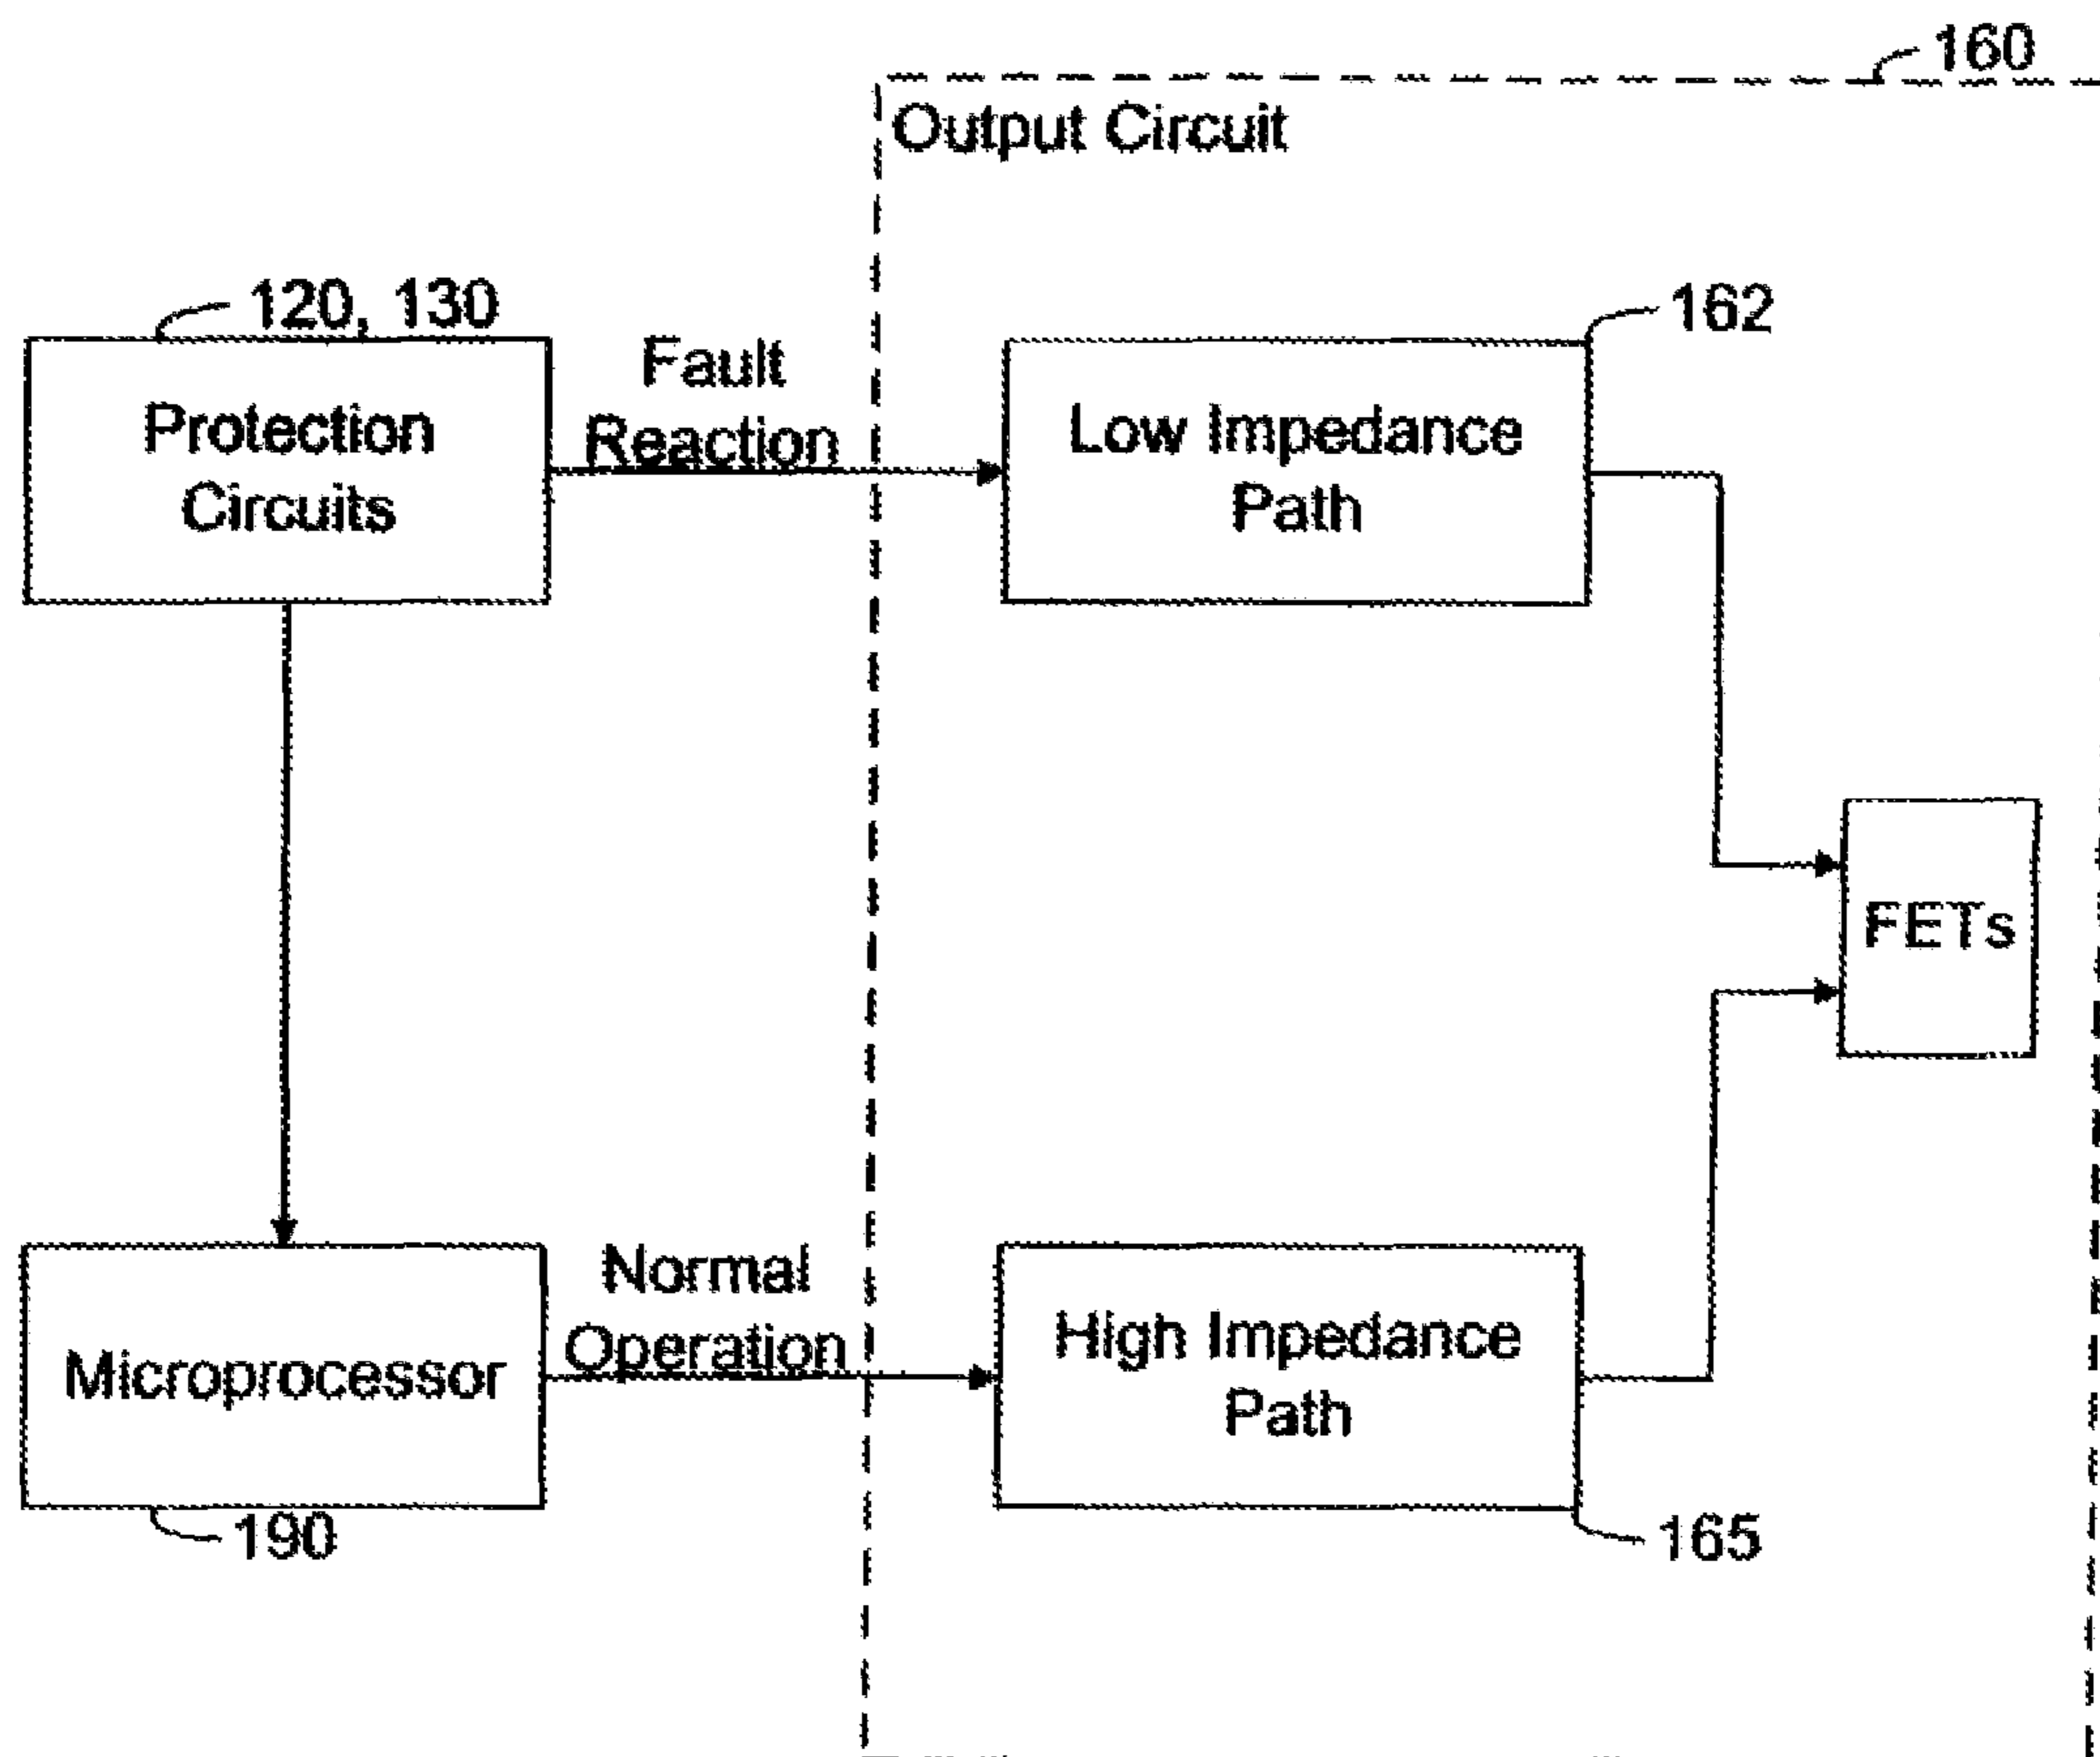 160
Output Circuit
120, 130
162
Fault
Reaction
Protection
Circuits
Low Impedance
Path
FETs
Normal
Operation
Microprocessor
High Impedance
Path
190
165